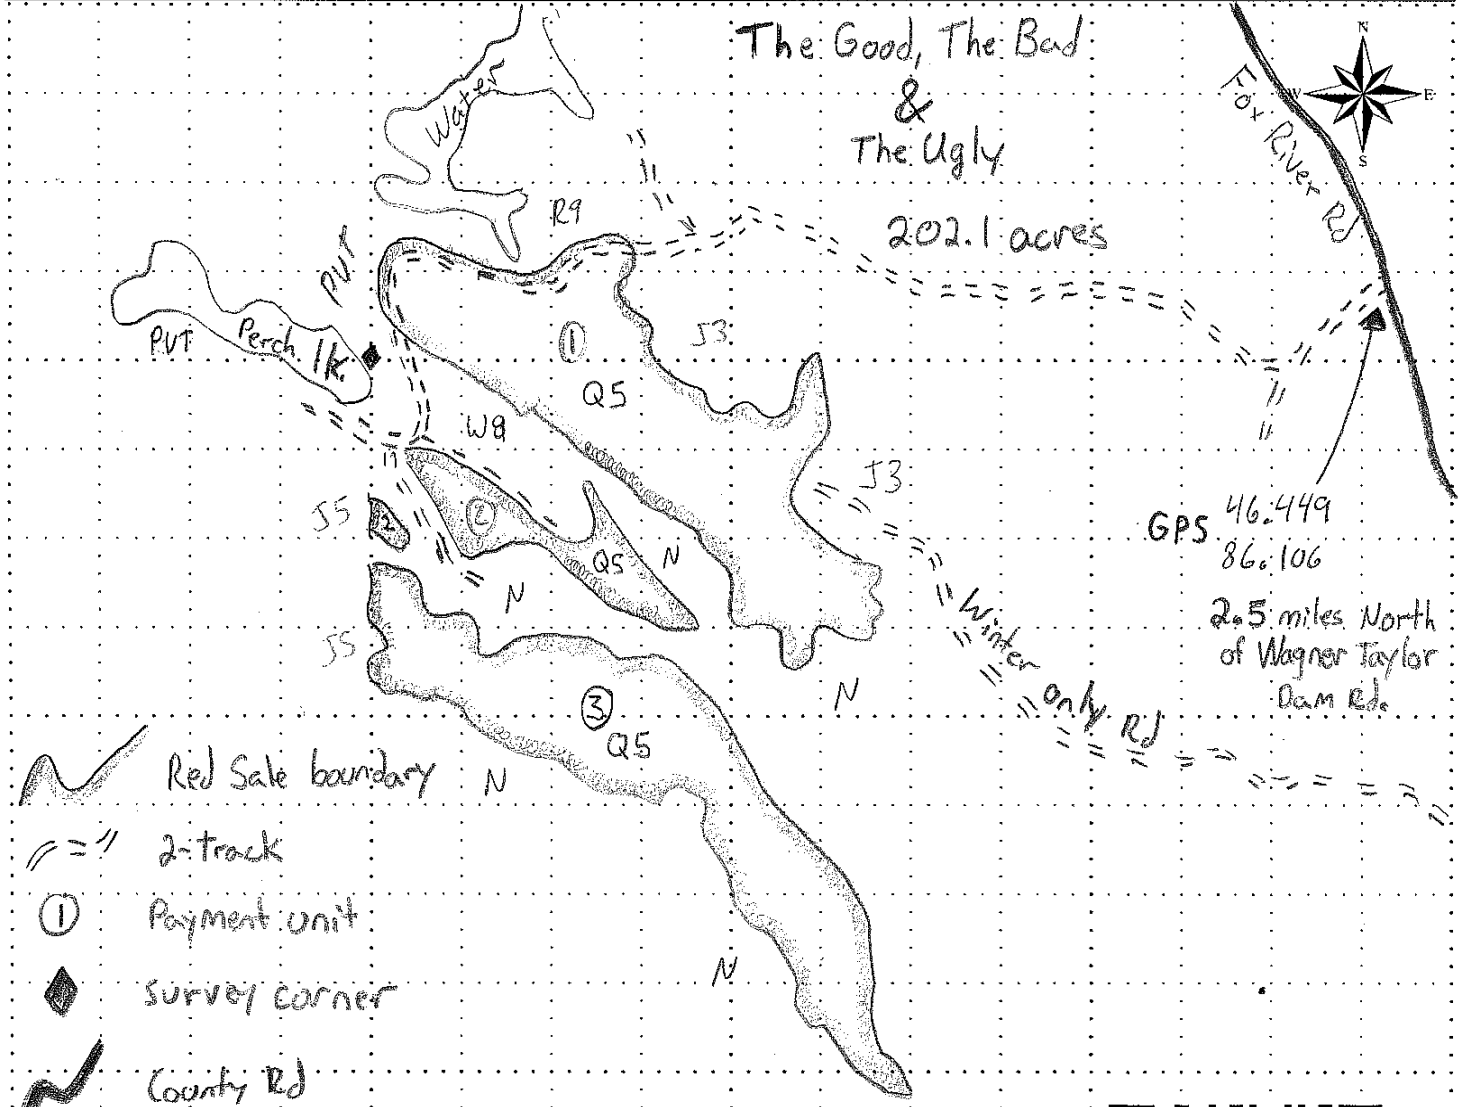 The Good, The Bad
&
The Ugly
202.1 acres
Water
R9
Fox River Rd
N
W
E
S
PVT
PVT
Perch lk.
1
Q5
J3
W8
J3
J5
2
2
Q5
N
N
J5
3
Q5
N
N
N
Winter only Rd
GPS 46.449
86.106
2.5 miles North
of Wagner Taylor
Dam Rd.
Red Sale boundary
2-track
1 Payment unit
survey corner
County Rd